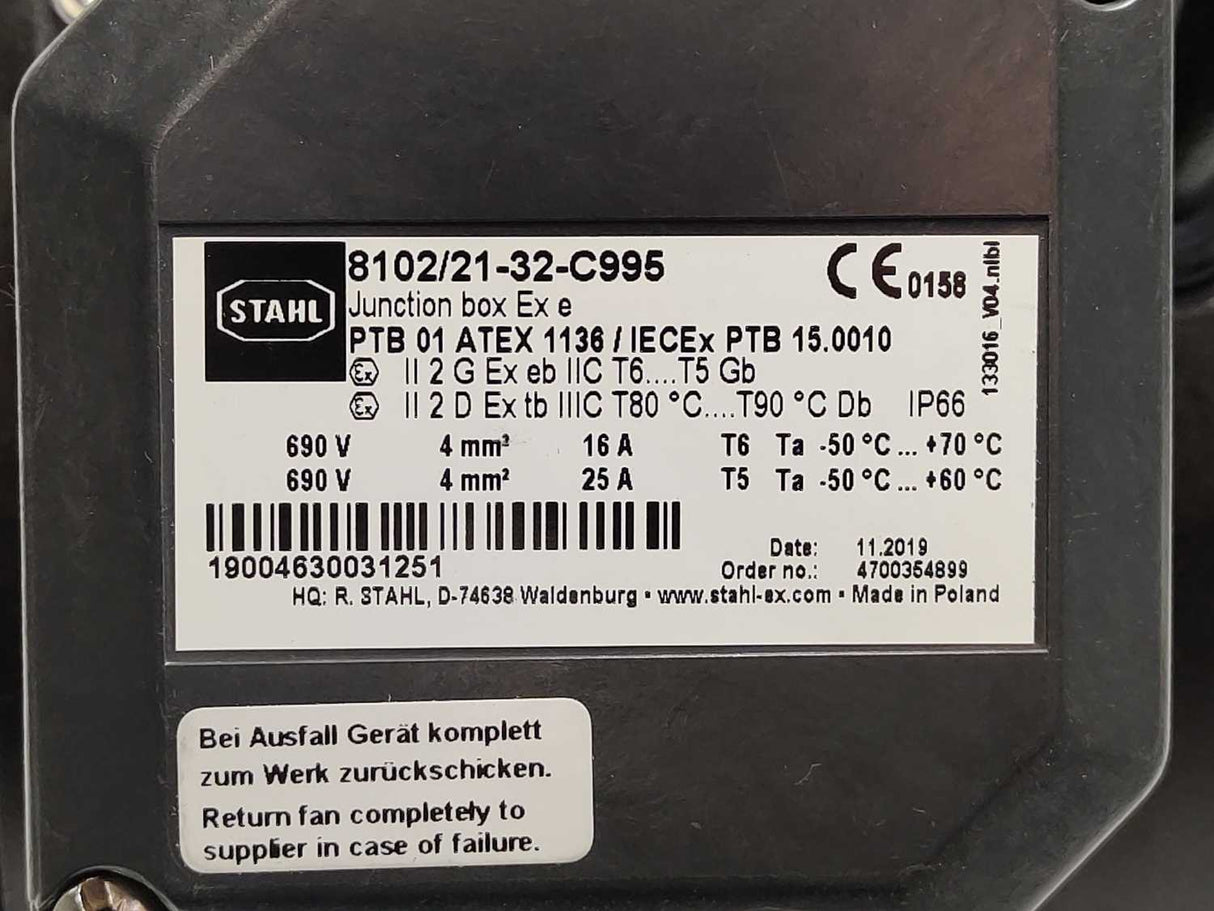 STAHL
8102/21-32-C995
CE 0158
Junction box Ex e
PTB 01 ATEX 1136 / IECEx PTB 15.0010
Ex II 2 G Ex eb IIC T6....T5 Gb
Ex II 2 D Ex tb IIIC T80 °C....T90 °C Db IP66
133016_V04.nlbl
690 V 4 mm² 16 A T6 Ta -50 °C ... +70 °C
690 V 4 mm² 25 A T5 Ta -50 °C ... +60 °C
19004630031251
Date: 11.2019
Order no.: 4700354899
HQ: R. STAHL, D-74638 Waldenburg ▪ www.stahl-ex.com ▪ Made in Poland
Bei Ausfall Gerät komplett
zum Werk zurückschicken.
Return fan completely to
supplier in case of failure.